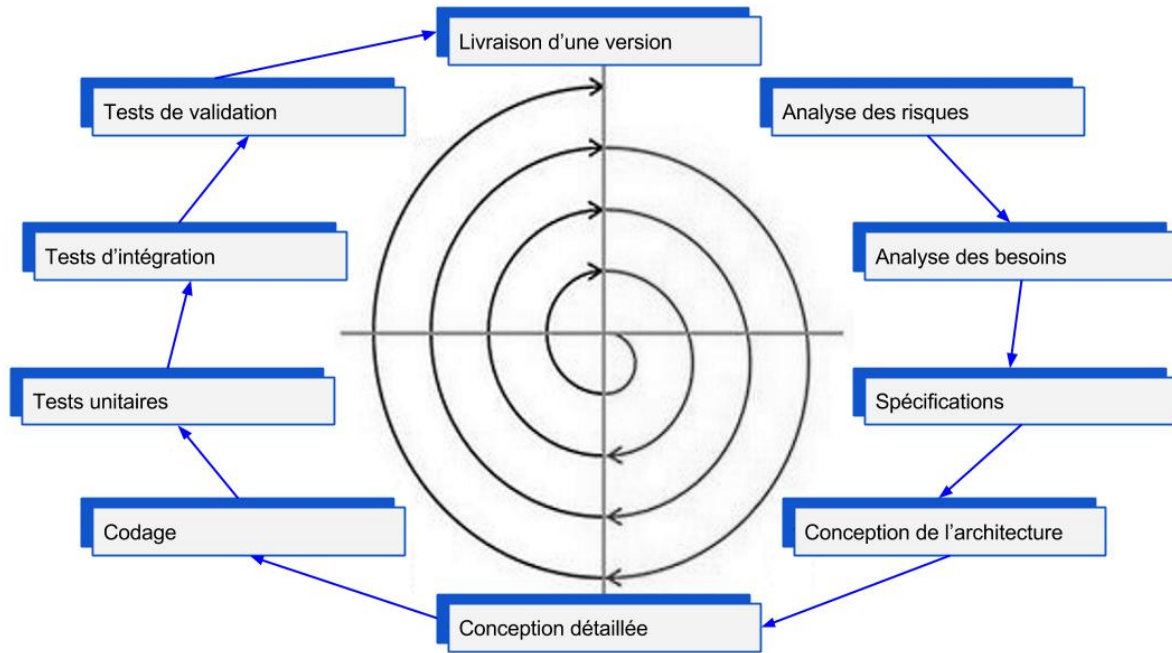 Livraison d’une version
Tests de validation
Analyse des risques
Tests d’intégration
Analyse des besoins
Tests unitaires
Spécifications
Codage
Conception de l’architecture
Conception détaillée